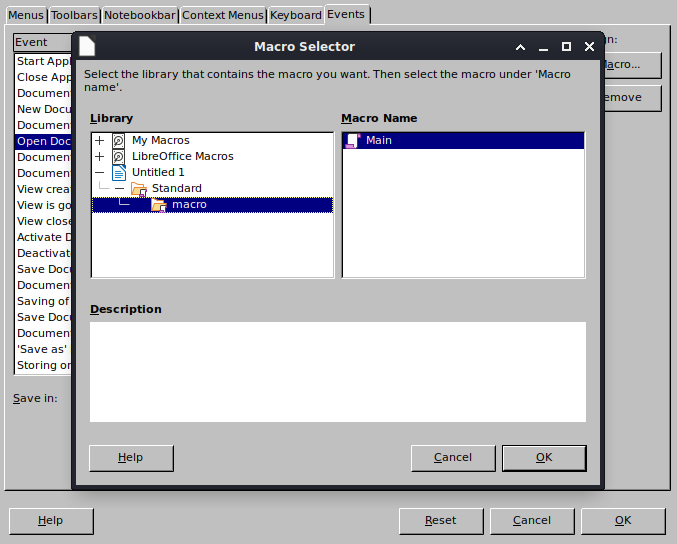 Menus Toolbars Notebookbar Context Menus Keyboard Events
Event
Start Appl
Close App
Document
New Docu
Document
Open Doc
Document
Document
View creat
View is go
View close
Activate D
Deactivate
Save Docu
Document
Saving of
Save Docu
Document
'Save as'
Storing or
Save in:
Macro...
emove
Macro Selector
Select the library that contains the macro you want. Then select the macro under 'Macro
name'.
Library
My Macros
LibreOffice Macros
Untitled 1
Standard
macro
Macro Name
Main
Description
Help Cancel OK
Help Reset Cancel OK